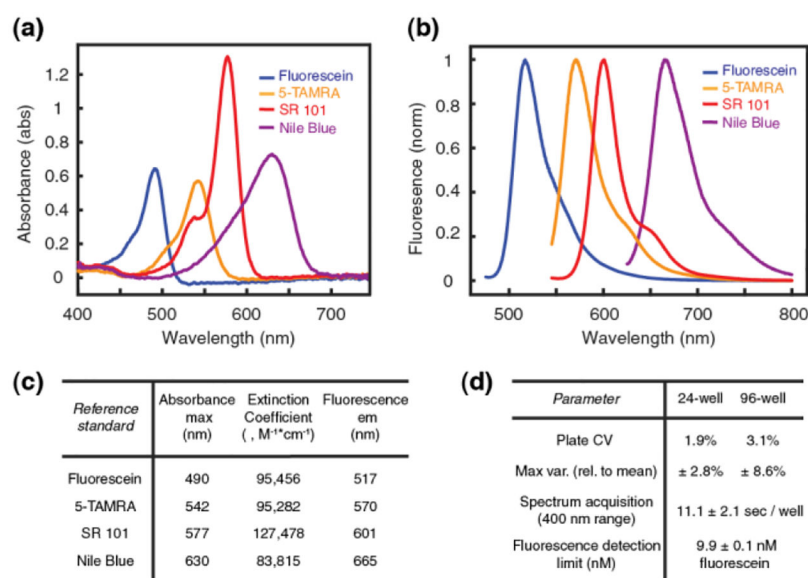 (a)
Absorbance (abs)
1.2
1
0.8
0.6
0.4
0.2
0
Fluorescein
5-TAMRA
SR 101
Nile Blue
400 500 600 700
Wavelength (nm)
(b)
Fluoresence (norm)
1
0.8
0.6
0.4
0.2
0
Fluorescein
5-TAMRA
SR 101
Nile Blue
500 600 700 800
Wavelength (nm)
(c)
Reference standard Absorbance max (nm) Extinction Coefficient ( , M⁻¹*cm⁻¹) Fluorescence em (nm)
Fluorescein 490 95,456 517
5-TAMRA 542 95,282 570
SR 101 577 127,478 601
Nile Blue 630 83,815 665
(d)
Parameter 24-well 96-well
Plate CV 1.9% 3.1%
Max var. (rel. to mean) ± 2.8% ± 8.6%
Spectrum acquisition (400 nm range) 11.1 ± 2.1 sec / well
Fluorescence detection limit (nM) 9.9 ± 0.1 nM fluorescein